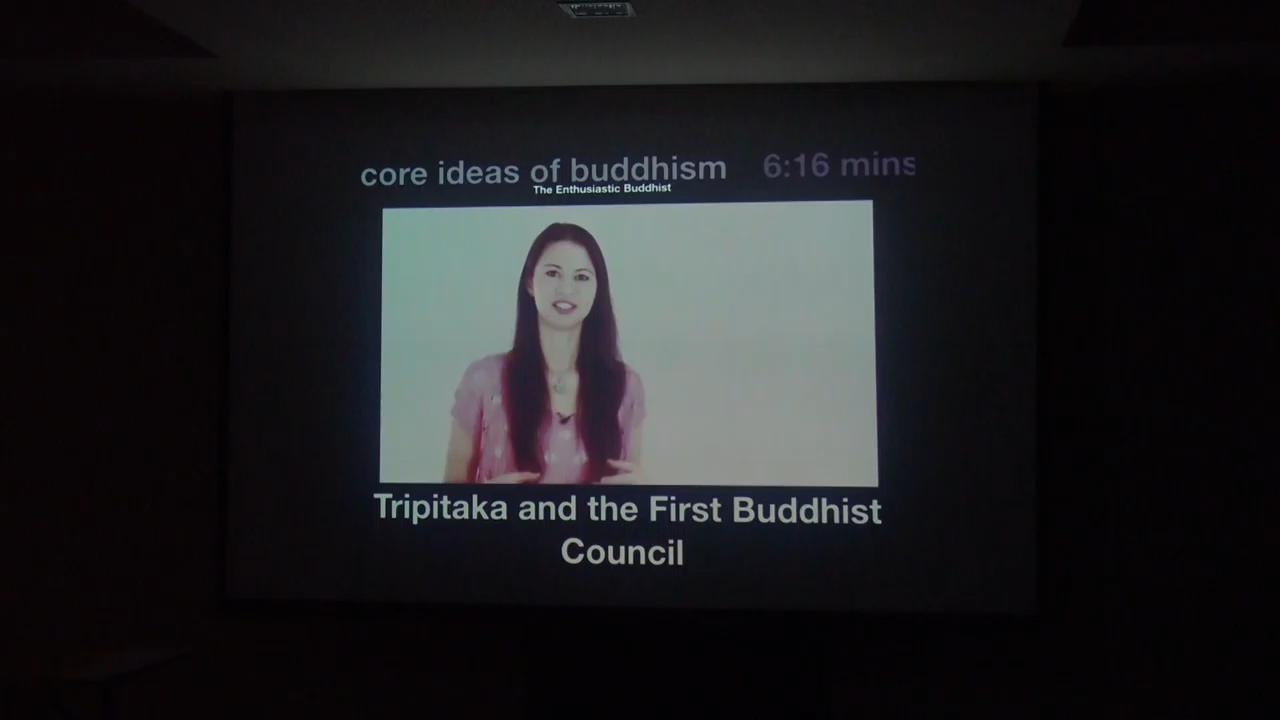 core ideas of buddhism 6:16 mins
The Enthusiastic Buddhist
Tripitaka and the First Buddhist
Council